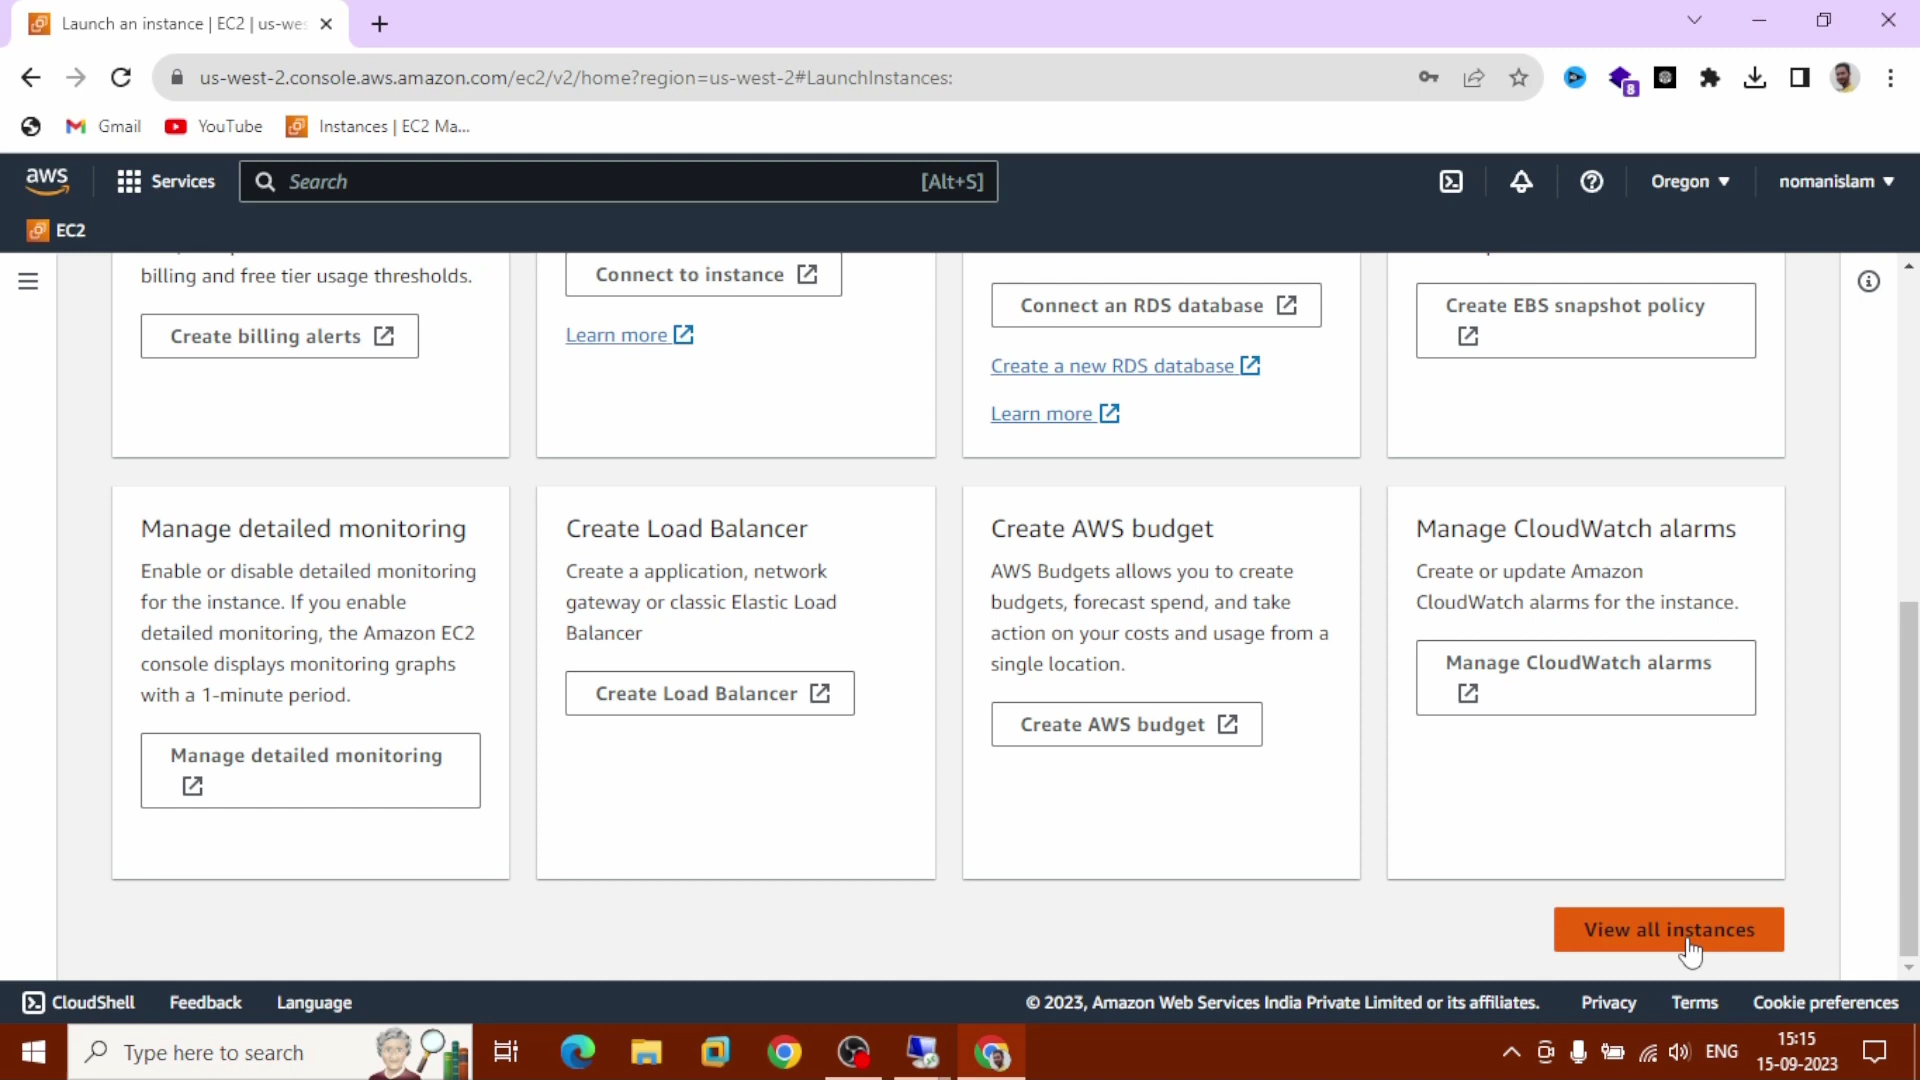 Launch an instance | EC2 | us-wes
us-west-2.console.aws.amazon.com/ec2/v2/home?region=us-west-2#LaunchInstances:
8
Gmail
YouTube
Instances | EC2 Ma...
aws
Services
Search
[Alt+S]
Oregon
nomanislam
EC2
billing and free tier usage thresholds.
Create billing alerts
Connect to instance
Learn more
Connect an RDS database
Create a new RDS database
Learn more
Create EBS snapshot policy
Manage detailed monitoring
Enable or disable detailed monitoring
for the instance. If you enable
detailed monitoring, the Amazon EC2
console displays monitoring graphs
with a 1-minute period.
Manage detailed monitoring
Create Load Balancer
Create a application, network
gateway or classic Elastic Load
Balancer
Create Load Balancer
Create AWS budget
AWS Budgets allows you to create
budgets, forecast spend, and take
action on your costs and usage from a
single location.
Create AWS budget
Manage CloudWatch alarms
Create or update Amazon
CloudWatch alarms for the instance.
Manage CloudWatch alarms
View all instances
CloudShell
Feedback
Language
© 2023, Amazon Web Services India Private Limited or its affiliates.
Privacy
Terms
Cookie preferences
Type here to search
ENG
15:15
15-09-2023